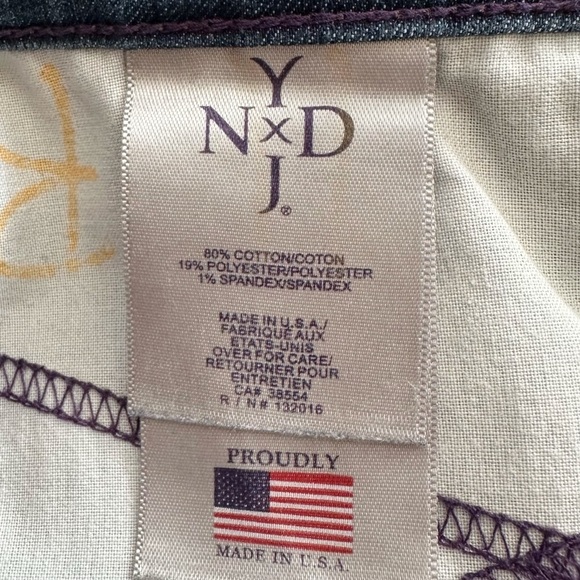 Y
N X D
J®
80% COTTON/COTON
19% POLYESTER/POLYESTER
1% SPANDEX/SPANDEX
MADE IN U.S.A./
FABRIQUE AUX
ETATS-UNIS
OVER FOR CARE/
RETOURNER POUR
ENTRETIEN
CA# 38554
R / N # 132016
PROUDLY
MADE IN U.S.A.